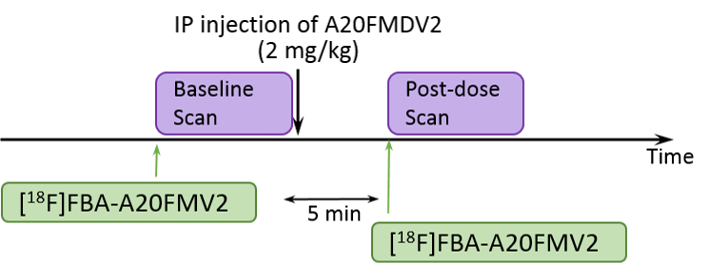 IP injection of A20FMDV2
(2 mg/kg)
Baseline
Scan
Post-dose
Scan
Time
[¹⁸F]FBA-A20FMV2
5 min
[¹⁸F]FBA-A20FMV2